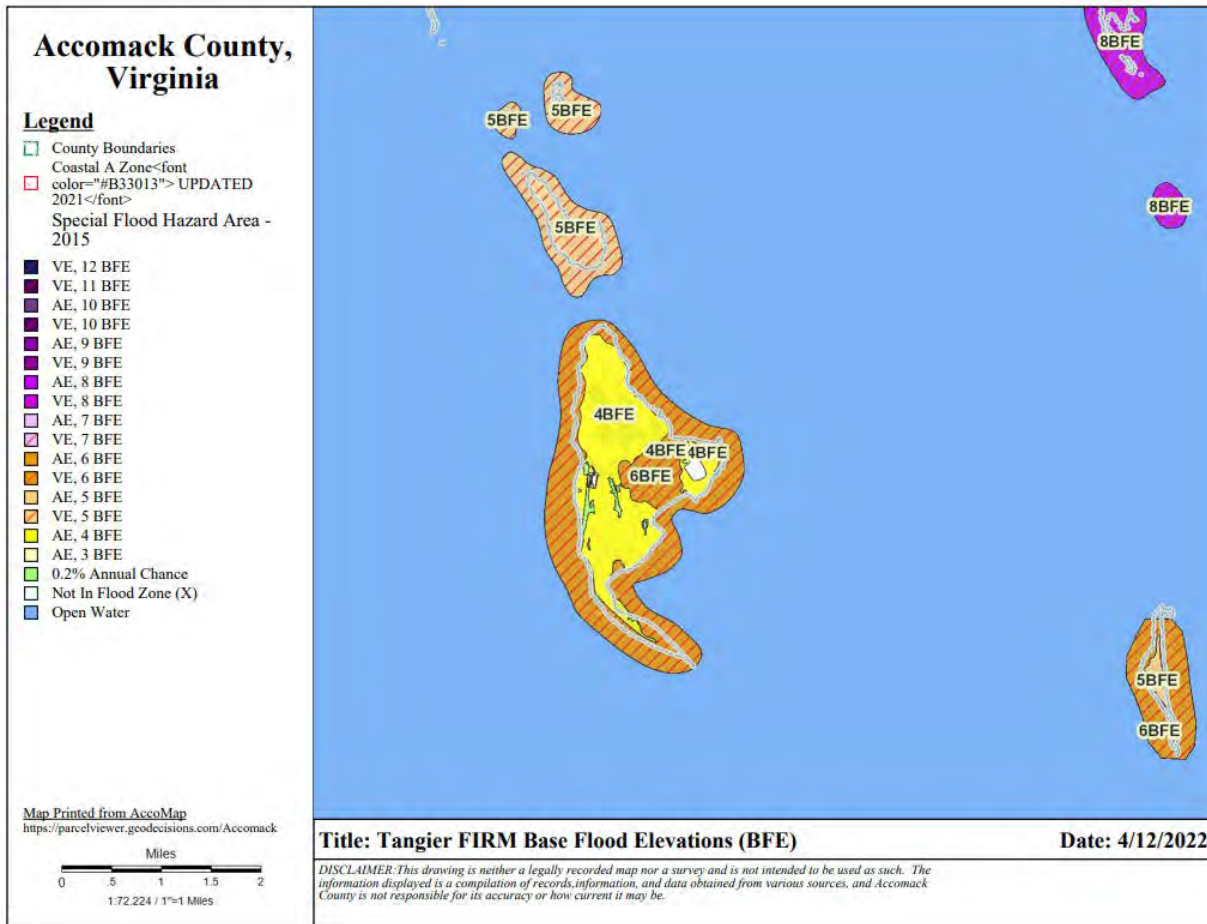 Accomack County,
Virginia
Legend
County Boundaries
Coastal A Zone<font
color="#B33013"> UPDATED
2021</font>
Special Flood Hazard Area -
2015
VE, 12 BFE
VE, 11 BFE
AE, 10 BFE
VE, 10 BFE
AE, 9 BFE
VE, 9 BFE
AE, 8 BFE
VE, 8 BFE
AE, 7 BFE
VE, 7 BFE
AE, 6 BFE
VE, 6 BFE
AE, 5 BFE
VE, 5 BFE
AE, 4 BFE
AE, 3 BFE
0.2% Annual Chance
Not In Flood Zone (X)
Open Water
Map Printed from AccoMap
https://parcelviewer.geodecisions.com/Accomack
Miles
0 .5 1 1.5 2
1:72.224 / 1"=1 Miles
8BFE
5BFE
5BFE
8BFE
5BFE
4BFE
4BFE
4BFE
6BFE
5BFE
6BFE
Title: Tangier FIRM Base Flood Elevations (BFE)
Date: 4/12/2022
DISCLAIMER:This drawing is neither a legally recorded map nor a survey and is not intended to be used as such. The
information displayed is a compilation of records,information, and data obtained from various sources, and Accomack
County is not responsible for its accuracy or how current it may be.